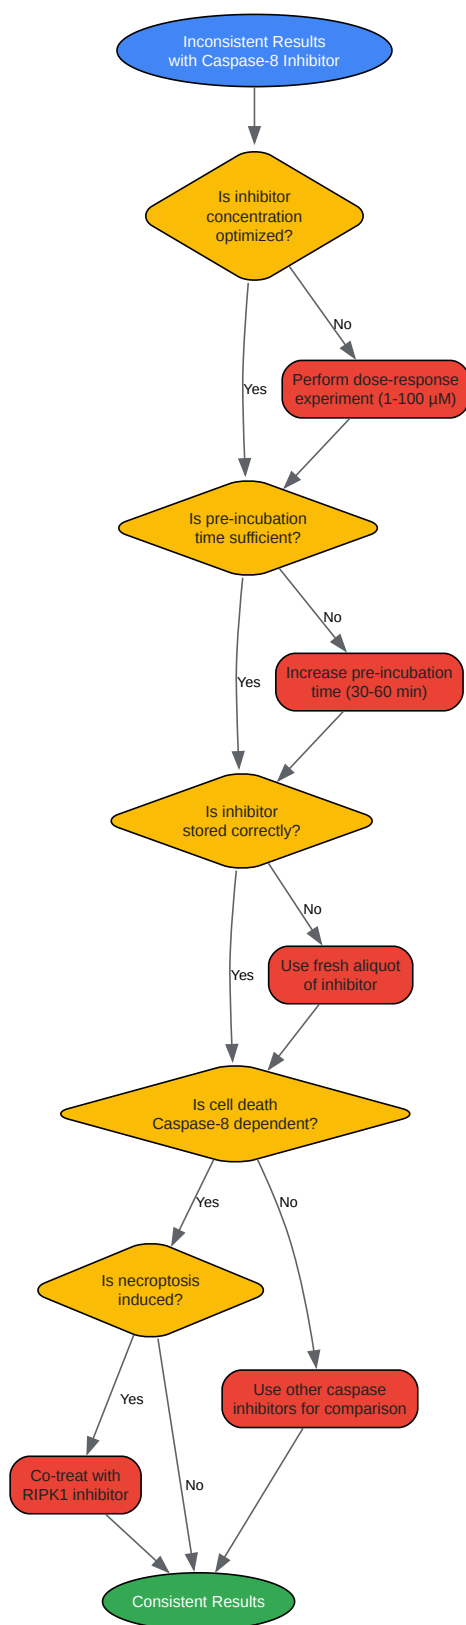 Inconsistent Results
with Caspase-8 Inhibitor
Is inhibitor
concentration
optimized?
No
Perform dose-response
experiment (1-100 µM)
Yes
Is pre-incubation
time sufficient?
No
Increase pre-incubation
time (30-60 min)
Yes
Is inhibitor
stored correctly?
No
Use fresh aliquot
of inhibitor
Yes
Is cell death
Caspase-8 dependent?
Yes
No
Is necroptosis
induced?
Use other caspase
inhibitors for comparison
Yes
Co-treat with
RIPK1 inhibitor
No
Consistent Results